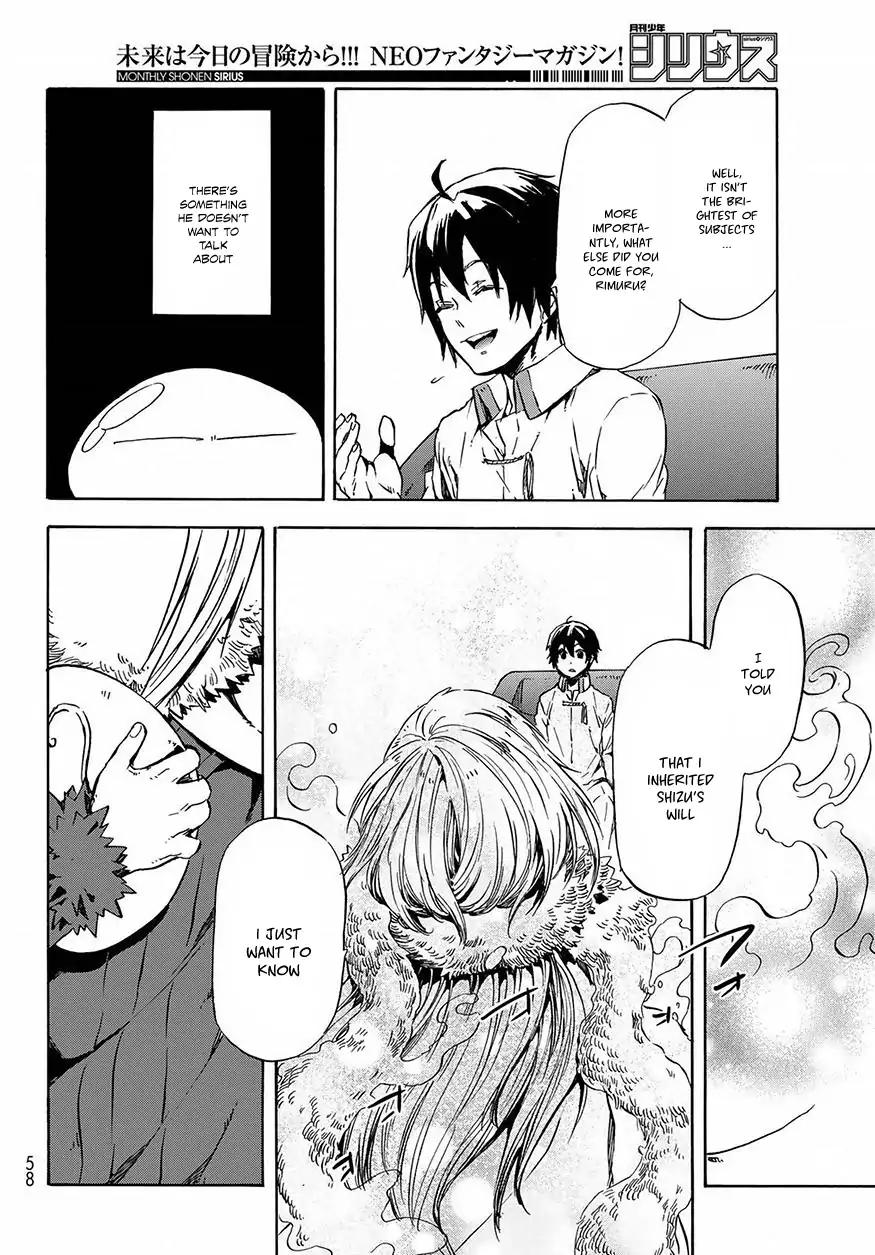 未来は今日の冒険から!!! NEOファンタジーマガジン!
MONTHLY SHONEN SIRIUS
月刊少年
シリウス
WELL,
IT ISN'T
THE BRI-
GHTEST OF
SUBJECTS
...
MORE
IMPORTA-
NTLY, WHAT
ELSE DID YOU
COME FOR,
RIMURU?
THERE'S
SOMETHING
HE DOESN'T
WANT TO
TALK
ABOUT
I
TOLD
YOU
THAT I
INHERITED
SHIZU'S
WILL
I JUST
WANT TO
KNOW
58